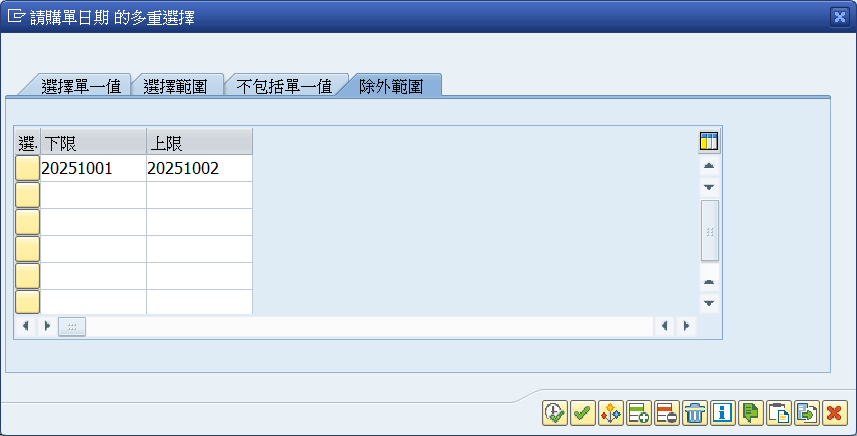 請購單日期 的多重選擇
選擇單一值 選擇範圍 不包括單一值 除外範圍
選. 下限 上限
20251001 20251002